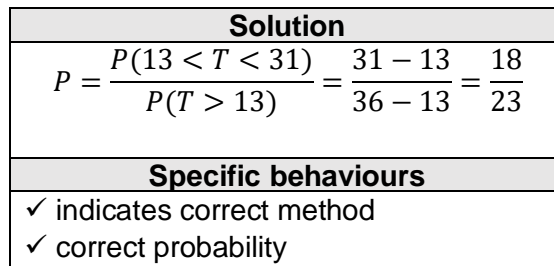 Solution
P = P(13 < T < 31) / P(T > 13) = (31 − 13) / (36 − 13) = 18 / 23
Specific behaviours
✓ indicates correct method
✓ correct probability